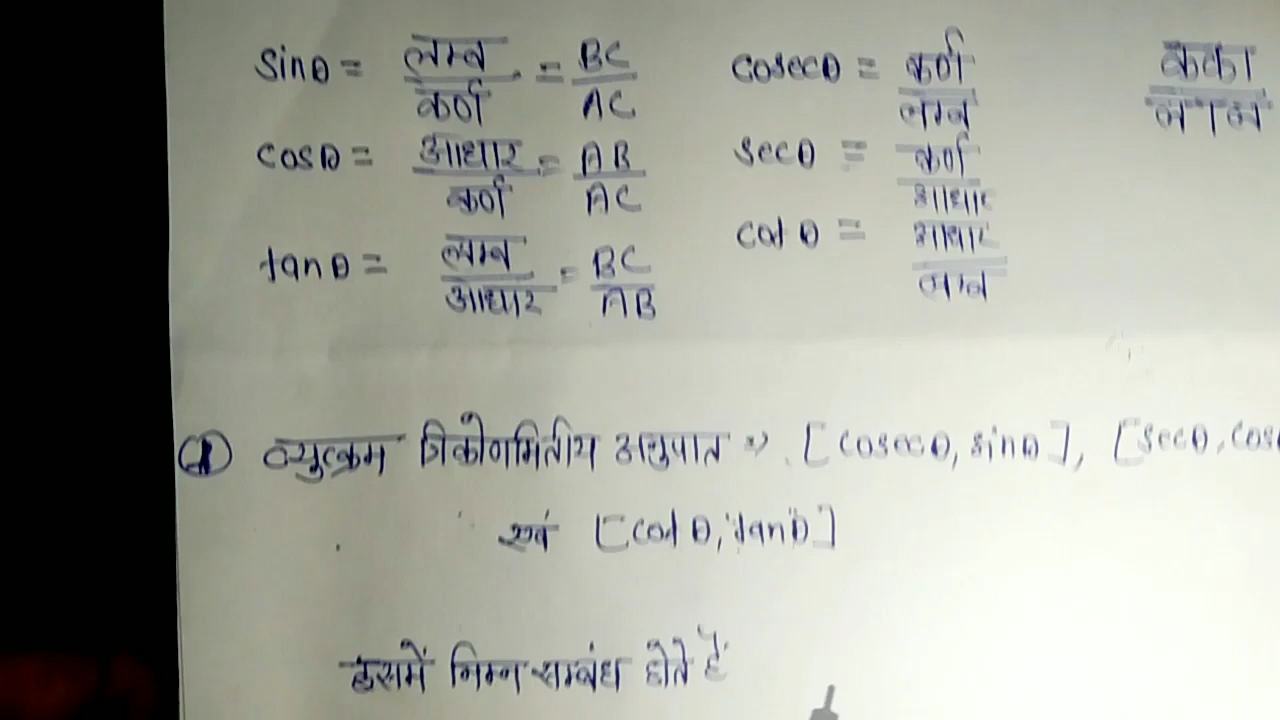 sinθ = लम्ब/कर्ण = BC/AC
cosθ = आधार/कर्ण = AB/AC
tanθ = लम्ब/आधार = BC/AB
cosecθ = कर्ण/लम्ब
secθ = कर्ण/आधार
cotθ = आधार/लम्ब
① व्युत्क्रम त्रिकोणमितीय अनुपात ⇒ [cosecθ, sinθ], [secθ, cos
एवं [cotθ, tanθ]
इसमें निम्न सम्बंध होते हैं